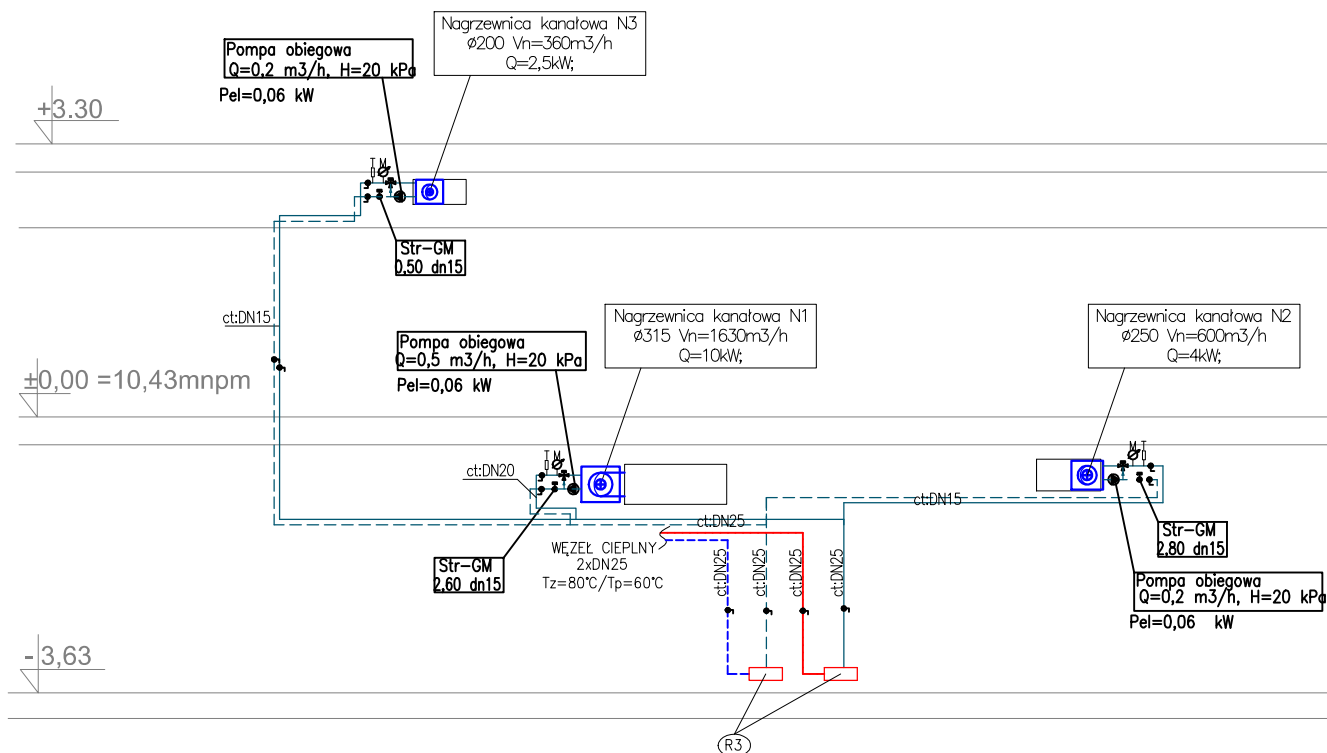 Nagrzewnica kanałowa N3
ø200 Vn=360m3/h
Q=2,5kW;
Pompa obiegowa
Q=0,2 m3/h, H=20 kPa
Pel=0,06 kW
+3.30
T M
Str-GM
0,50 dn15
ct:DN15
Nagrzewnica kanałowa N1
ø315 Vn=1630m3/h
Q=10kW;
Nagrzewnica kanałowa N2
ø250 Vn=600m3/h
Q=4kW;
Pompa obiegowa
Q=0,5 m3/h, H=20 kPa
Pel=0,06 kW
±0,00 =10,43mnpm
T M
M T
ct:DN20
ct:DN15
ct:DN25
Str-GM
2,80 dn15
WĘZEŁ CIEPLNY
2xDN25
Tz=80°C/Tp=60°C
Str-GM
2,60 dn15
ct:DN25
ct:DN25
ct:DN25
ct:DN25
Pompa obiegowa
Q=0,2 m3/h, H=20 kPa
Pel=0,06 kW
-3,63
R3